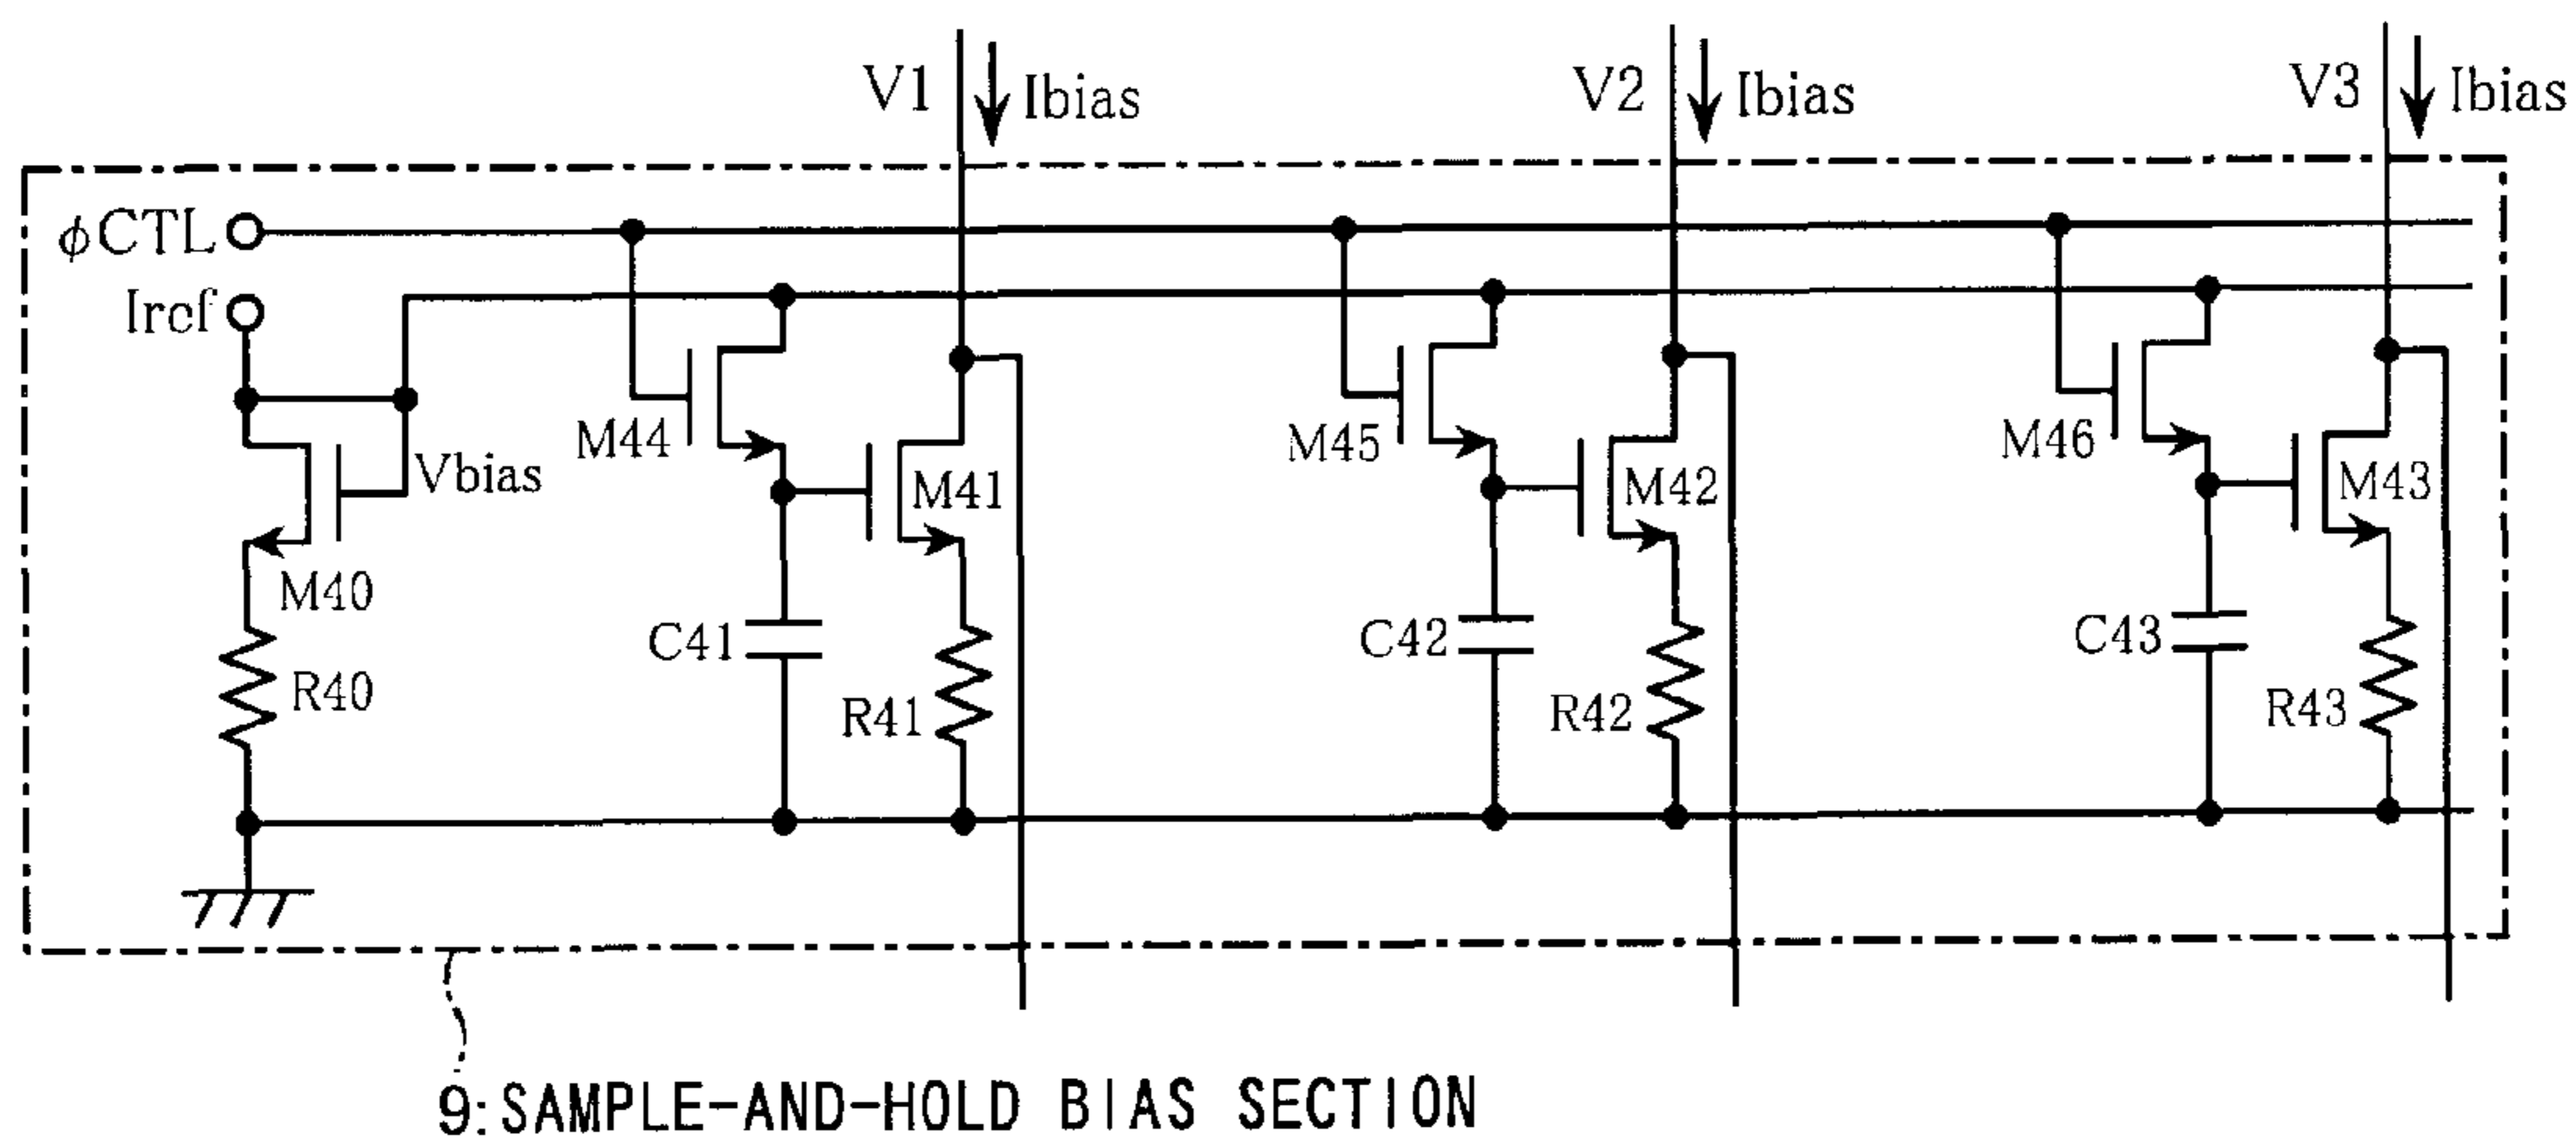 V1 Ibias V2 Ibias V3 Ibias
φCTL
Iref
M44 M45 M46
Vbias M41 M42 M43
M40
C41 C42 C43
R40 R41 R42 R43
9:SAMPLE-AND-HOLD BIAS SECTION